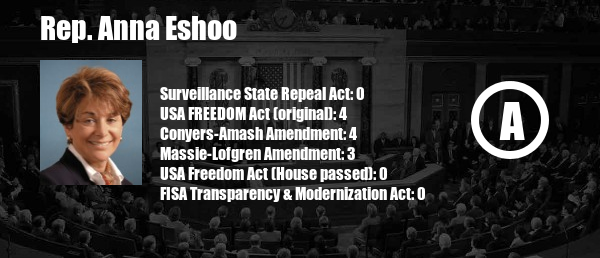 Rep. Anna Eshoo
Surveillance State Repeal Act: 0
USA FREEDOM Act (original): 4
Conyers-Amash Amendment: 4
Massie-Lofgren Amendment: 3
USA Freedom Act (House passed): 0
FISA Transparency & Modernization Act: 0
A